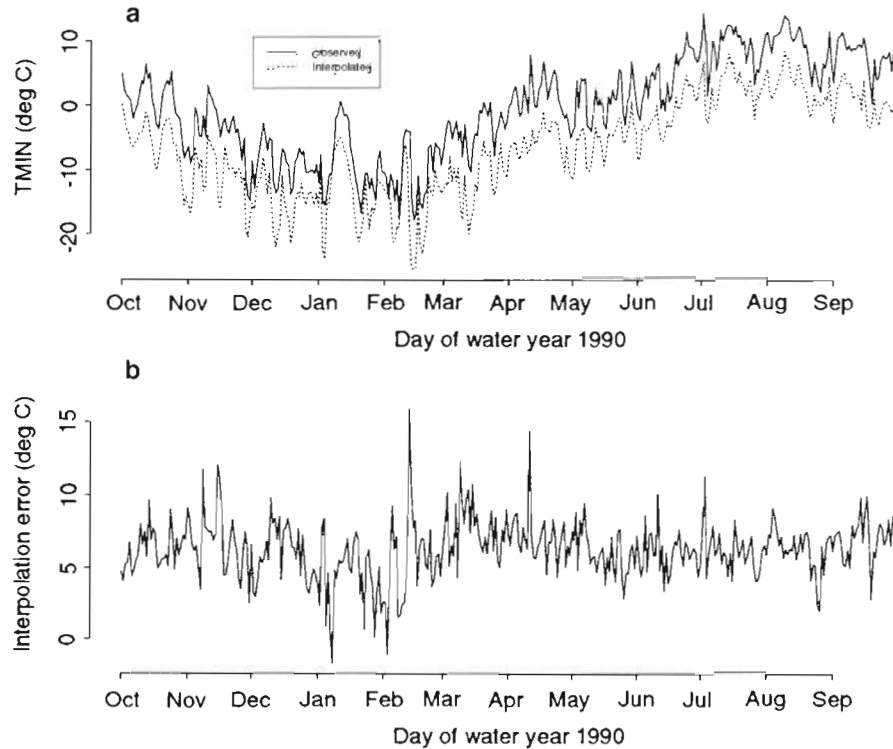 a
TMIN (deg C)
10
0
-10
-20
Observed
Interpolated
Oct Nov Dec Jan Feb Mar Apr May Jun Jul Aug Sep
Day of water year 1990
b
Interpolation error (deg C)
15
10
5
0
Oct Nov Dec Jan Feb Mar Apr May Jun Jul Aug Sep
Day of water year 1990